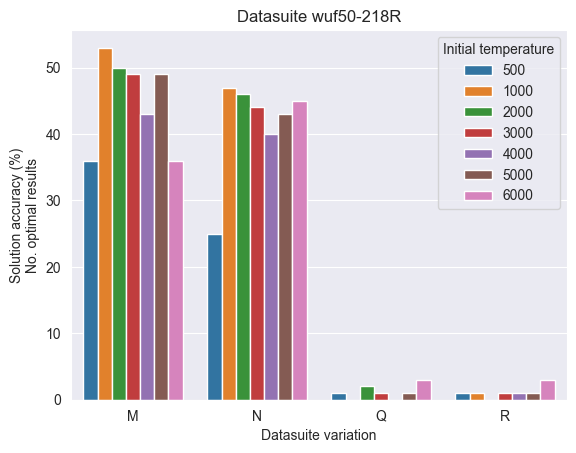 Datasuite wuf50-218R
Solution accuracy (%)
No. optimal results
50
40
30
20
10
0
Initial temperature
500
1000
2000
3000
4000
5000
6000
M
N
Q
R
Datasuite variation